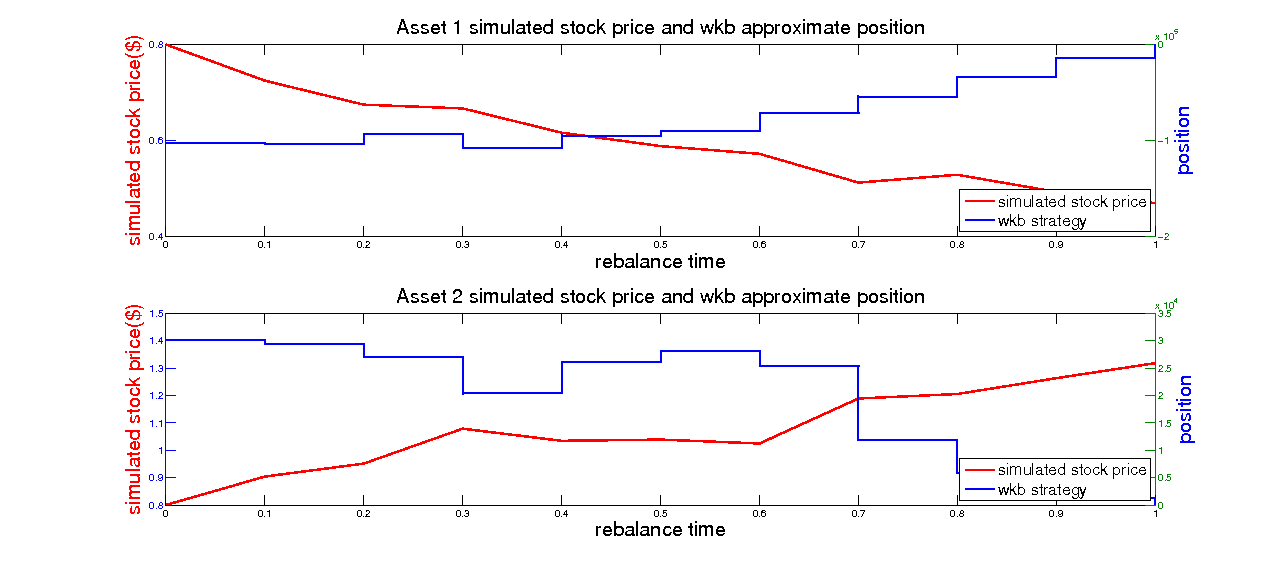 Asset 1 simulated stock price and wkb approximate position
simulated stock price($)
0.8
0.6
0.4
x 10^5
0
-1
-2
position
simulated stock price
wkb strategy
0 0.1 0.2 0.3 0.4 0.5 0.6 0.7 0.8 0.9 1
rebalance time
Asset 2 simulated stock price and wkb approximate position
simulated stock price($)
1.5
1.4
1.3
1.2
1.1
1
0.9
0.8
x 10^4
3.5
3
2.5
2
1.5
1
0.5
0
position
simulated stock price
wkb strategy
0 0.1 0.2 0.3 0.4 0.5 0.6 0.7 0.8 0.9 1
rebalance time